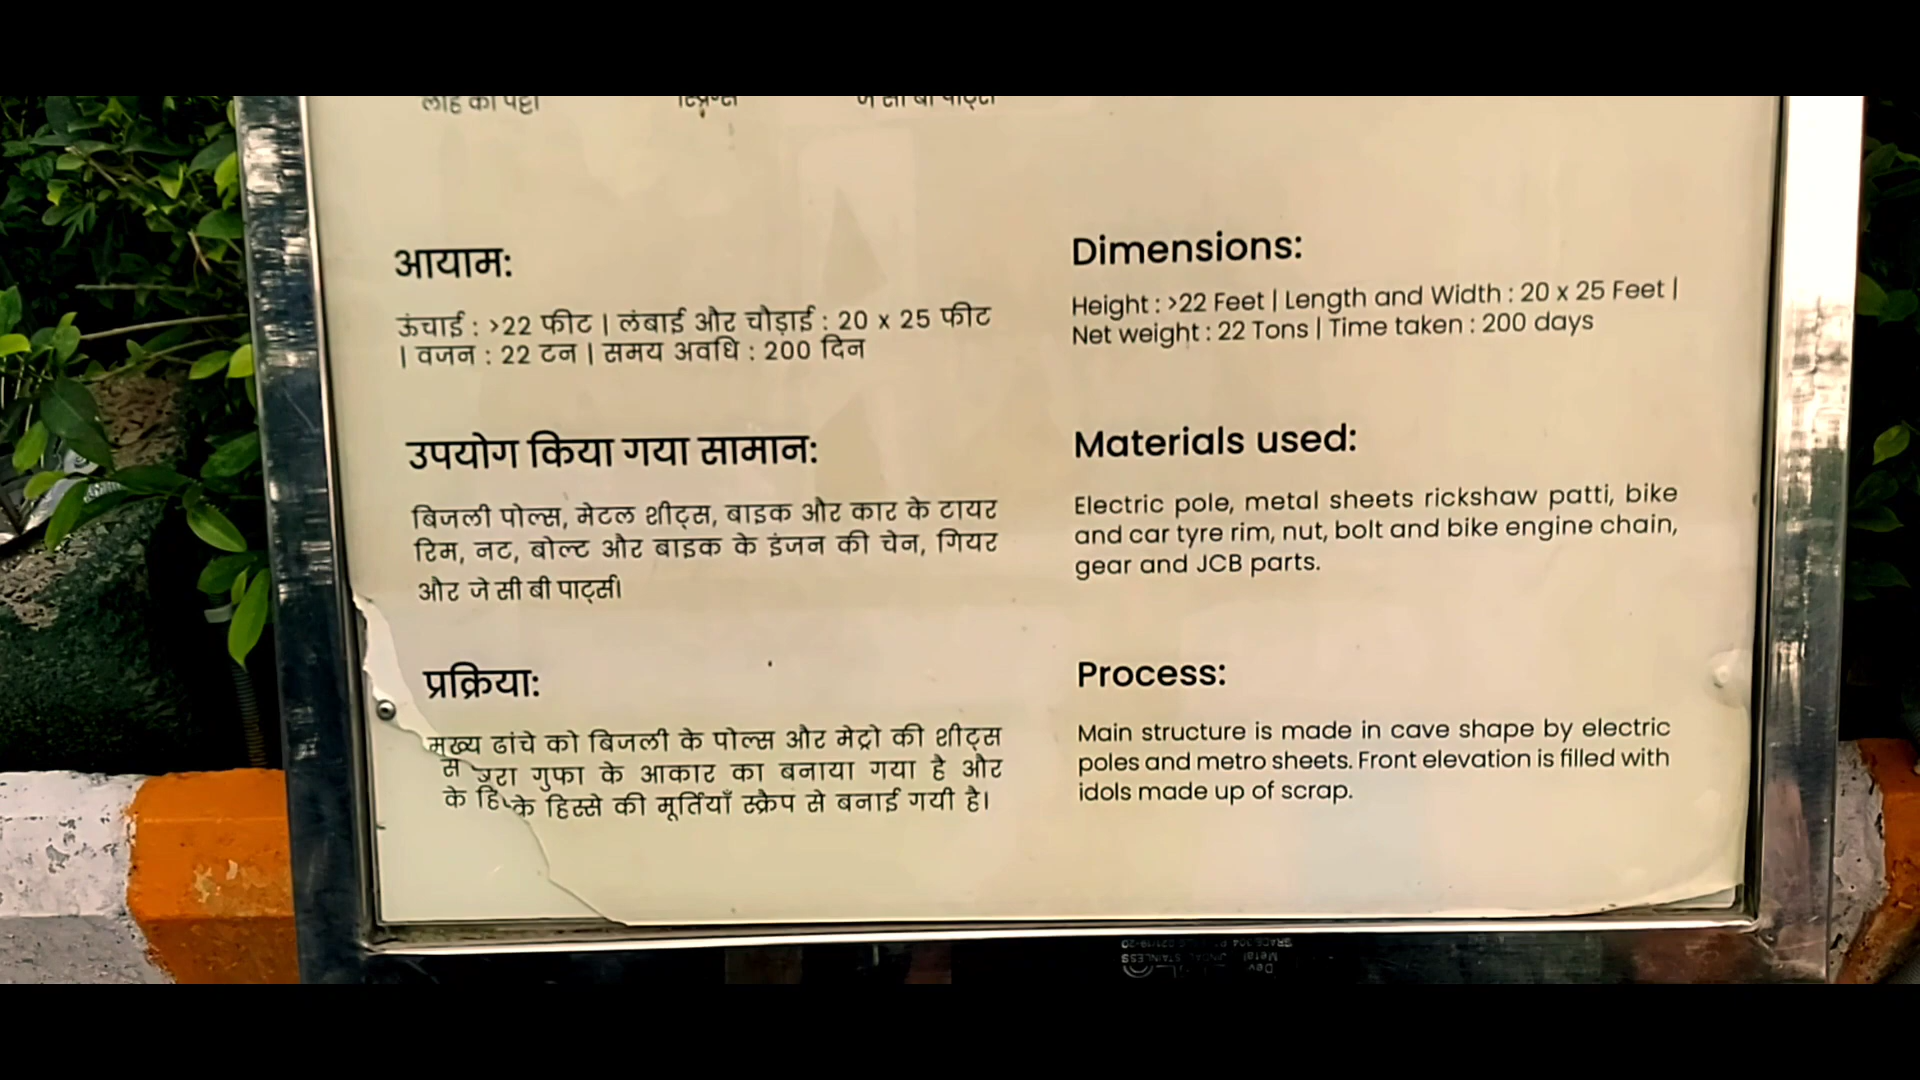 आयाम:
ऊंचाई : >22 फीट | लंबाई और चौड़ाई : 20 x 25 फीट
| वजन : 22 टन | समय अवधि : 200 दिन
उपयोग किया गया सामान:
बिजली पोल्स, मेटल शीट्स, बाइक और कार के टायर
रिम, नट, बोल्ट और बाइक के इंजन की चेन, गियर
और जे सी बी पार्ट्स।
प्रक्रिया:
मुख्य ढांचे को बिजली के पोल्स और मेट्रो की शीट्स
गुफा के आकार का बनाया गया है और
के हिस्से की मूर्तियाँ स्क्रैप से बनाई गयी है।
Dimensions:
Height : >22 Feet | Length and Width : 20 x 25 Feet |
Net weight : 22 Tons | Time taken : 200 days
Materials used:
Electric pole, metal sheets rickshaw patti, bike
and car tyre rim, nut, bolt and bike engine chain,
gear and JCB parts.
Process:
Main structure is made in cave shape by electric
poles and metro sheets. Front elevation is filled with
idols made up of scrap.